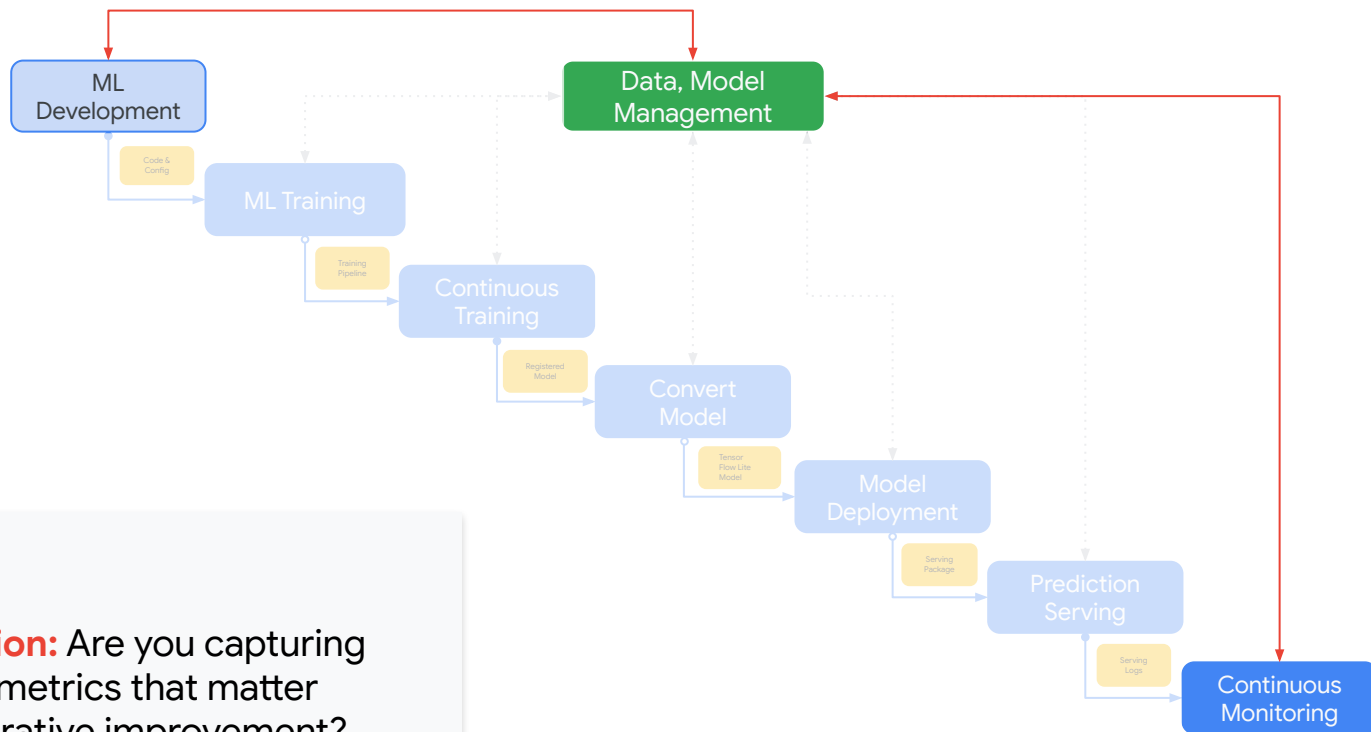 ML
Development
Data, Model
Management
Code &
Config
ML Training
Training
Pipeline
Continuous
Training
Registered
Model
Convert
Model
Tensor
Flow Lite
Model
Model
Deployment
Serving
Package
Prediction
Serving
Serving
Logs
Continuous
Monitoring
ion: Are you capturing
metrics that matter
rative improvement?